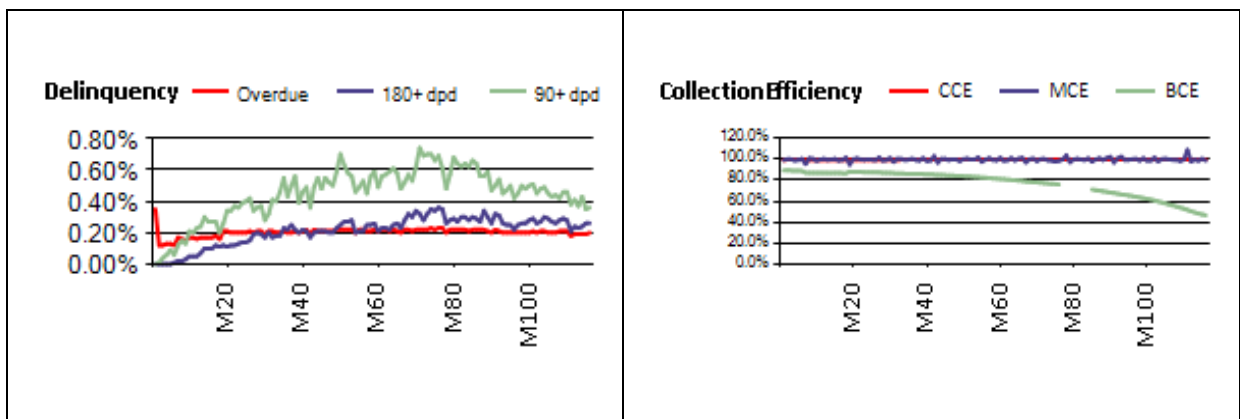 Delinquency Overdue 180+ dpd 90+ dpd
0.80%
0.60%
0.40%
0.20%
0.00%
M20
M40
M60
M80
M100
Collection Efficiency CCE MCE BCE
120.0%
100.0%
80.0%
60.0%
40.0%
20.0%
0.0%
M20
M40
M60
M80
M100